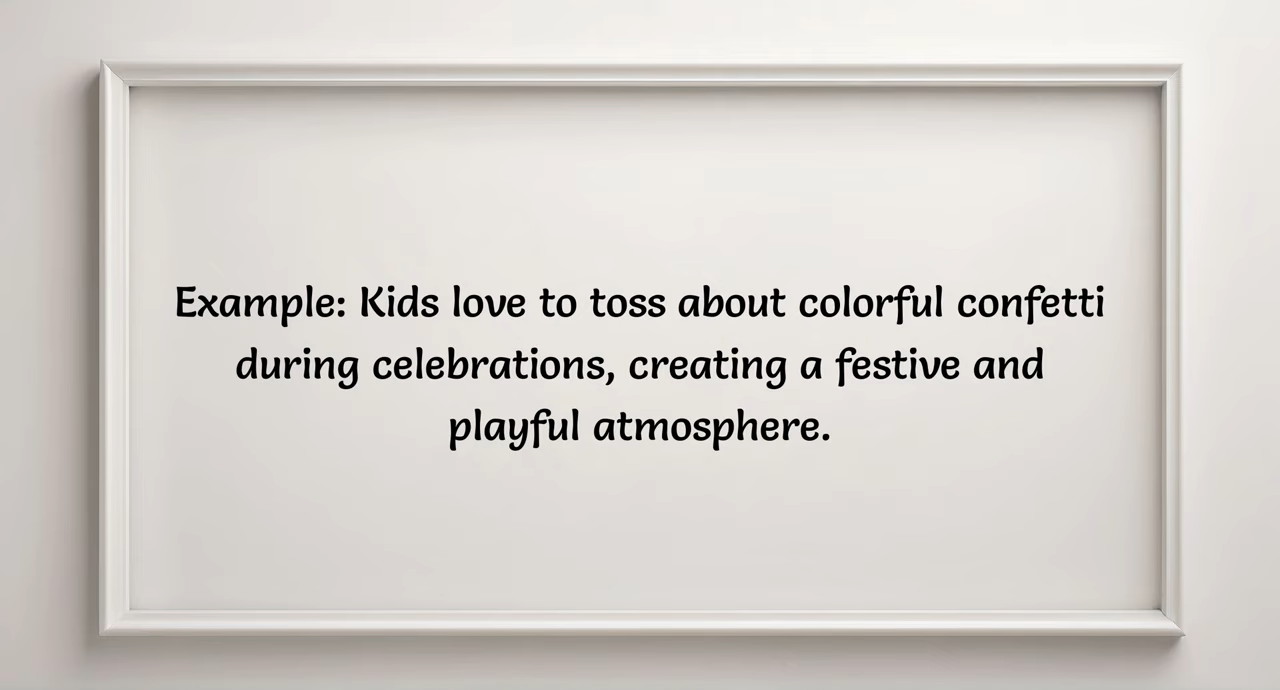 Example: Kids love to toss about colorful confetti
during celebrations, creating a festive and
playful atmosphere.